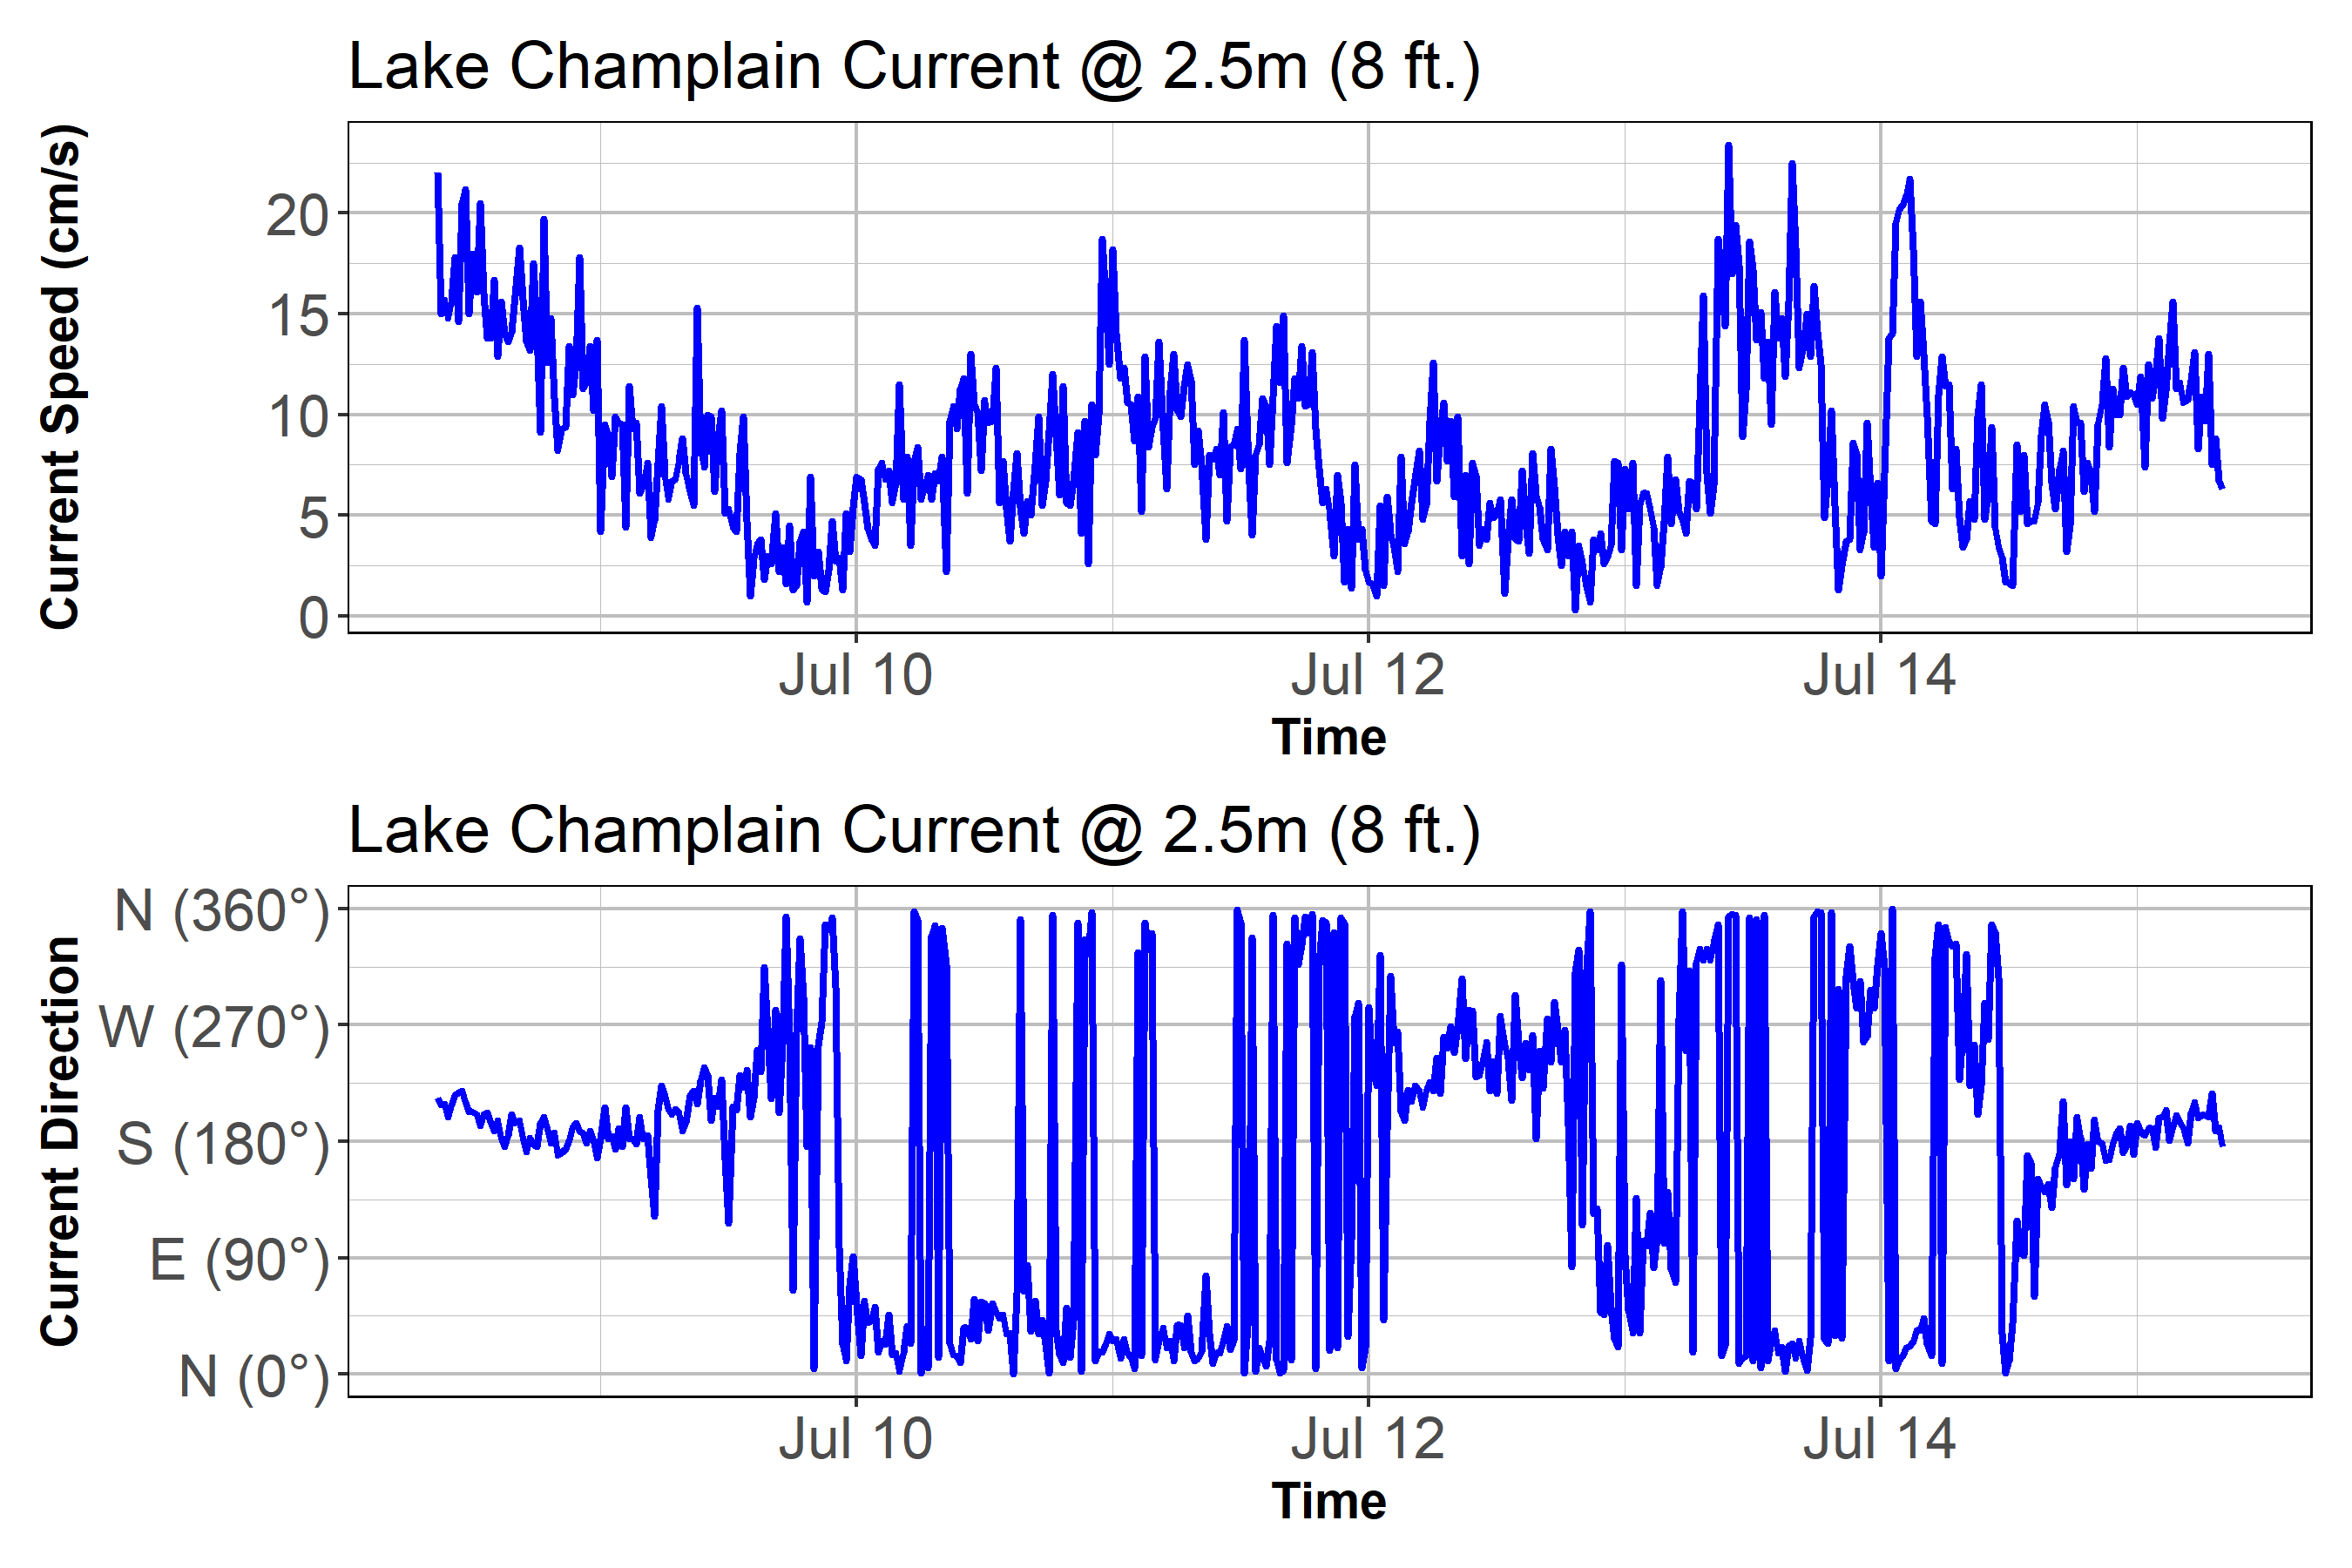 Lake Champlain Current @ 2.5m (8 ft.)
Current Speed (cm/s)
20
15
10
5
0
Jul 10 Jul 12 Jul 14
Time
Lake Champlain Current @ 2.5m (8 ft.)
Current Direction
N (360°)
W (270°)
S (180°)
E (90°)
N (0°)
Jul 10 Jul 12 Jul 14
Time